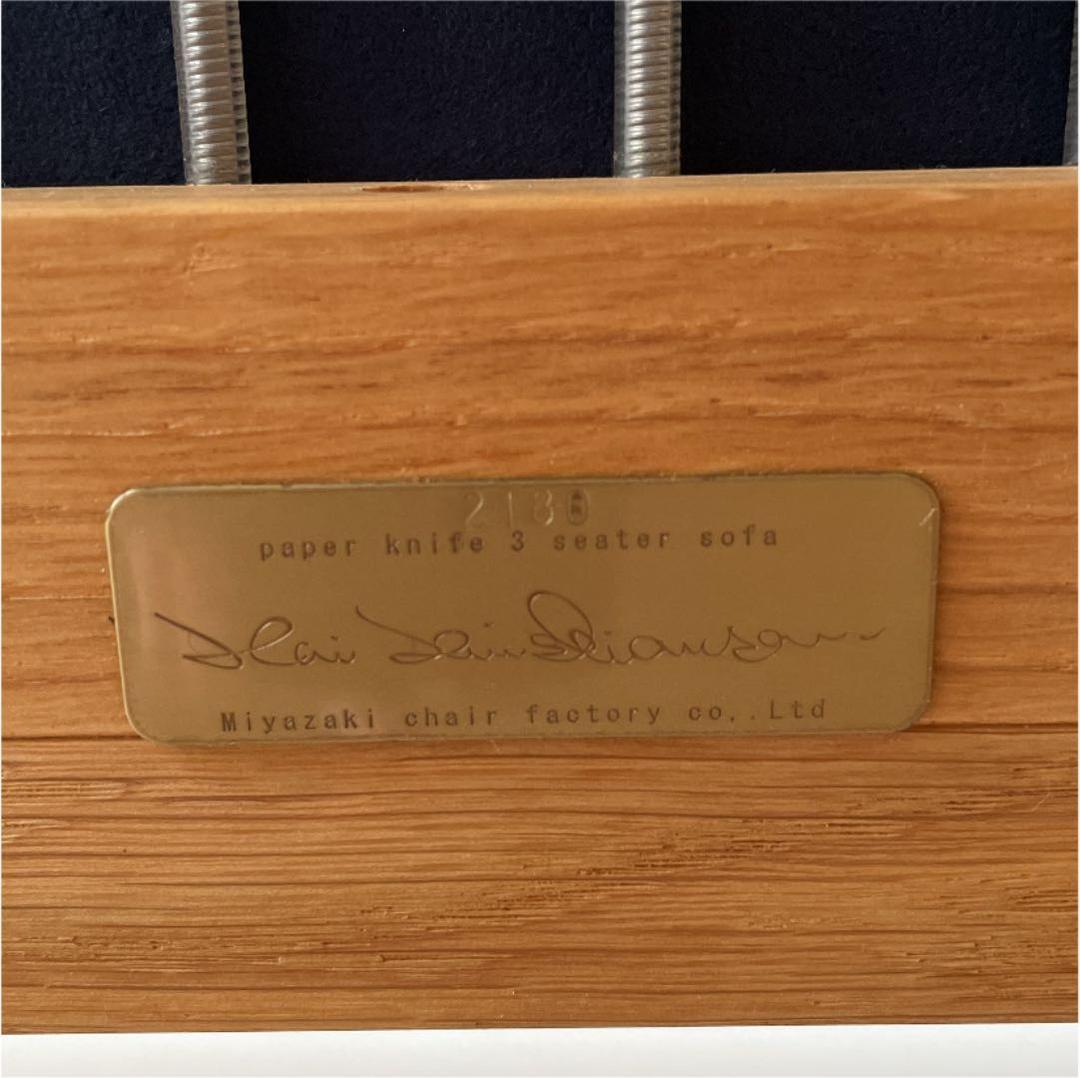 2180
paper knife 3 seater sofa
Miyazaki chair factory co,.Ltd